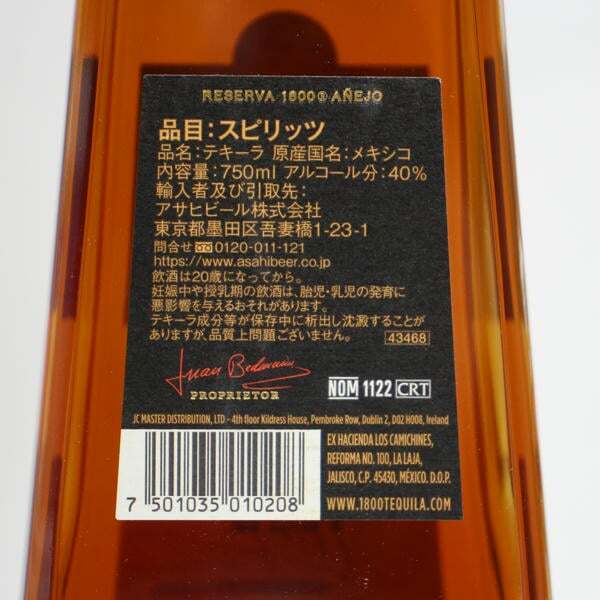 RESERVA 1800® AÑEJO
品目：スピリッツ
品名：テキーラ 原産国名：メキシコ
内容量：750ml アルコール分：40%
輸入者及び引取先：
アサヒビール株式会社
東京都墨田区吾妻橋1-23-1
問合せ 0120-011-121
https://www.asahibeer.co.jp
飲酒は20歳になってから。
妊娠中や授乳期の飲酒は、胎児・乳児の発育に
悪影響を与えるおそれがあります。
テキーラ成分等が保存中に析出し沈澱することが
ありますが、品質上問題ございません。
43468
PROPRIETOR
NOM 1122 CRT
JC MASTER DISTRIBUTION, LTD - 4th floor Kildress House, Pembroke Row, Dublin 2, D02 H008, Ireland
EX HACIENDA LOS CAMICHINES,
REFORMA NO. 100, LA LAJA,
JALISCO, C.P. 45430, MÉXICO. D.O.P.
WWW.1800TEQUILA.COM
7 501035 010208